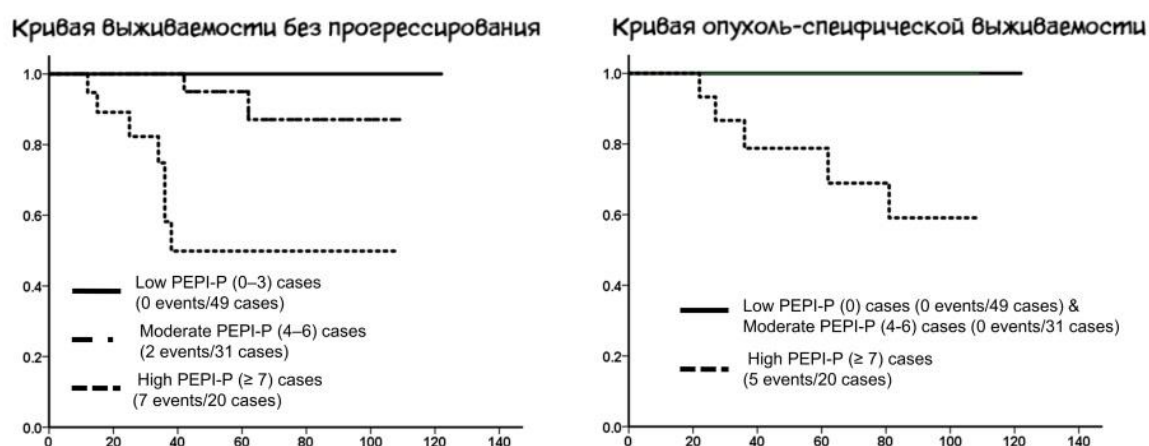 Кривая выживаемости без прогрессирования
1.0
0.8
0.6
0.4
0.2
0.0
0 20 40 60 80 100 120 140
Low PEPI-P (0–3) cases
(0 events/49 cases)
Moderate PEPI-P (4–6) cases
(2 events/31 cases)
High PEPI-P (≥ 7) cases
(7 events/20 cases)
Кривая опухоль-спеифической выживаемости
1.0
0.8
0.6
0.4
0.2
0.0
0 20 40 60 80 100 120 140
Low PEPI-P (0) cases (0 events/49 cases) &
Moderate PEPI-P (4-6) cases (0 events/31 cases)
High PEPI-P (≥ 7) cases
(5 events/20 cases)